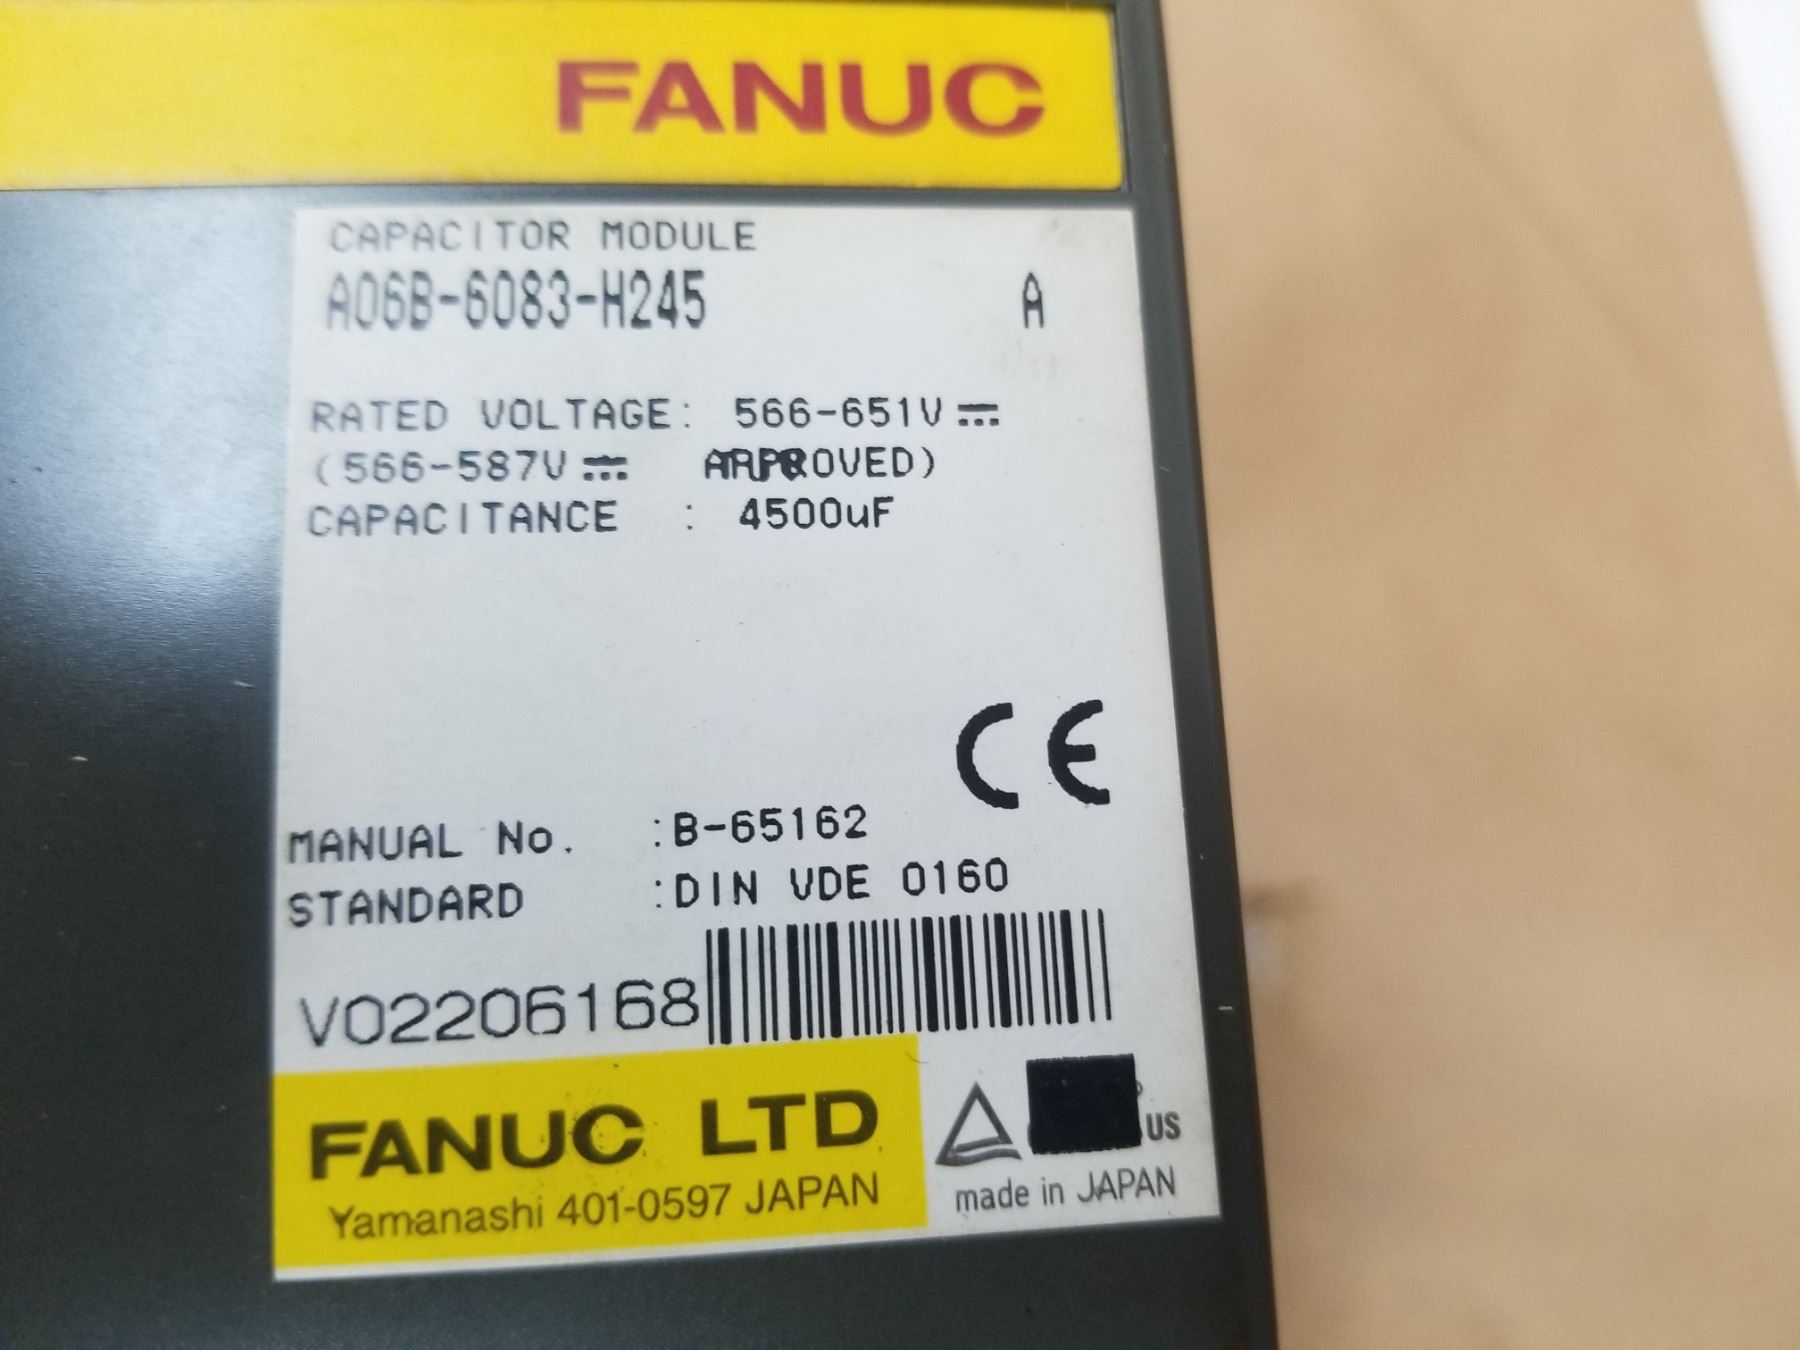 FANUC
CAPACITOR MODULE
A06B-6083-H245 A
RATED VOLTAGE: 566-651V⎓
(566-587V⎓ APPROVED)
CAPACITANCE : 4500uF
CE
MANUAL No. :B-65162
STANDARD :DIN VDE 0160
V02206168
FANUC LTD
Yamanashi 401-0597 JAPAN
US
made in JAPAN